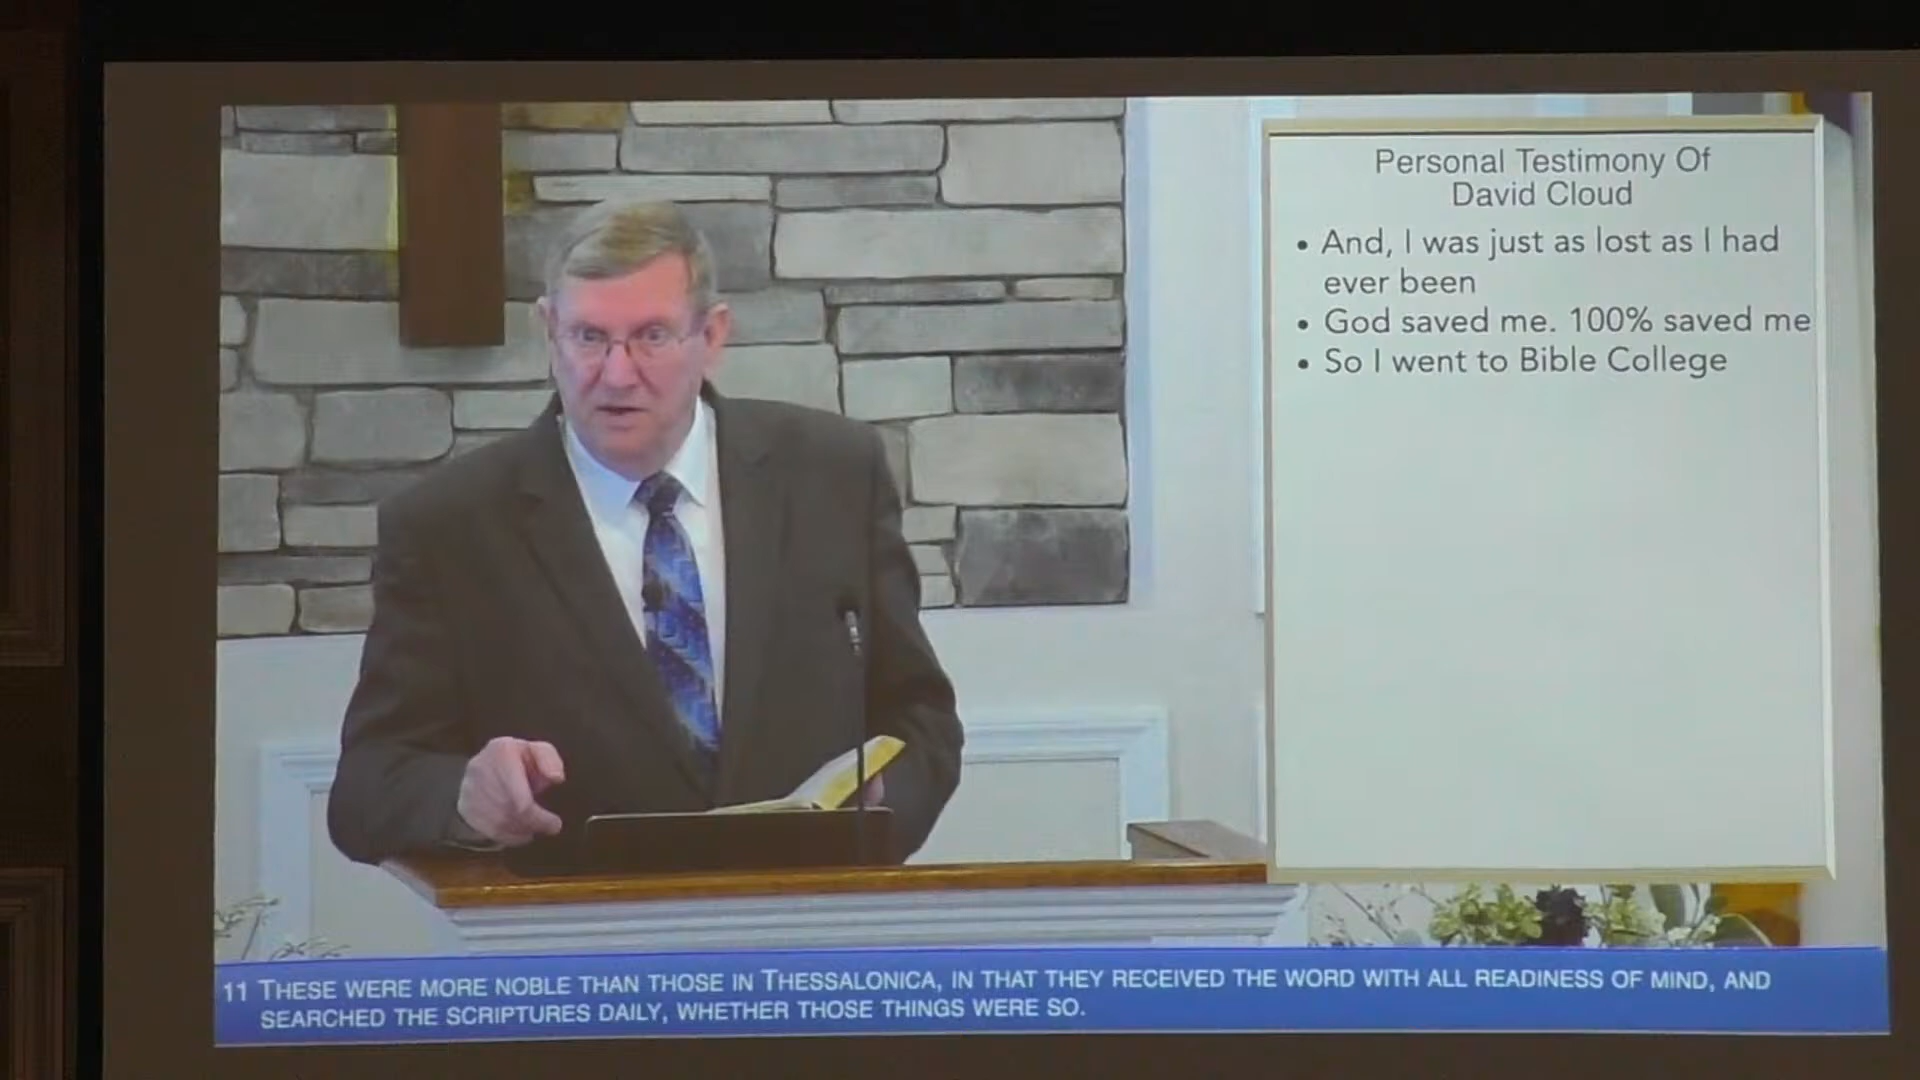 Personal Testimony Of
David Cloud
• And, I was just as lost as I had
ever been
• God saved me. 100% saved me
• So I went to Bible College
11 THESE WERE MORE NOBLE THAN THOSE IN THESSALONICA, IN THAT THEY RECEIVED THE WORD WITH ALL READINESS OF MIND, AND
SEARCHED THE SCRIPTURES DAILY, WHETHER THOSE THINGS WERE SO.